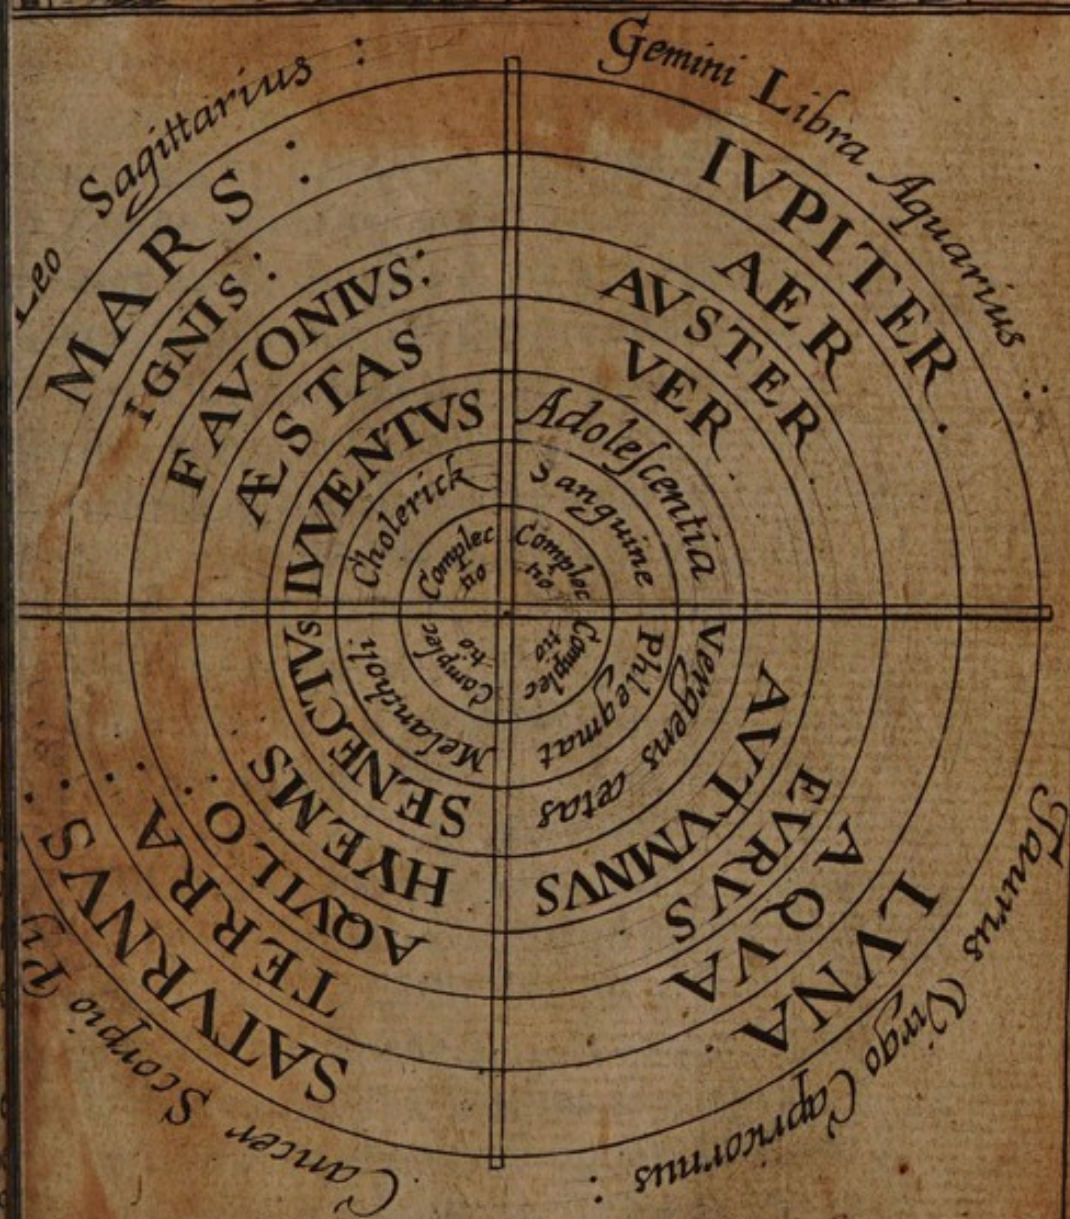 Leo Sagittarius :
MARS :
IGNIS :
FAVONIVS :
ÆSTAS
IVVENTVS
Cholerick
Complec
tio
Gemini Libra Aquarius :
IVPITER .
AER
AVSTER
VER .
Adoleſcentia
Sanguine
Complec
tio
Taurus Virgo Capricornus :
LVNA
AQVA
EVRVS
AVTVMNVS
Vergens ætas
Phlegmat
Complec
tio
Cancer Scorpio
SATVRNVS :
TERRA :
AQVILO :
HYEMS
SENECTVS
Melancholi
Complec
tio